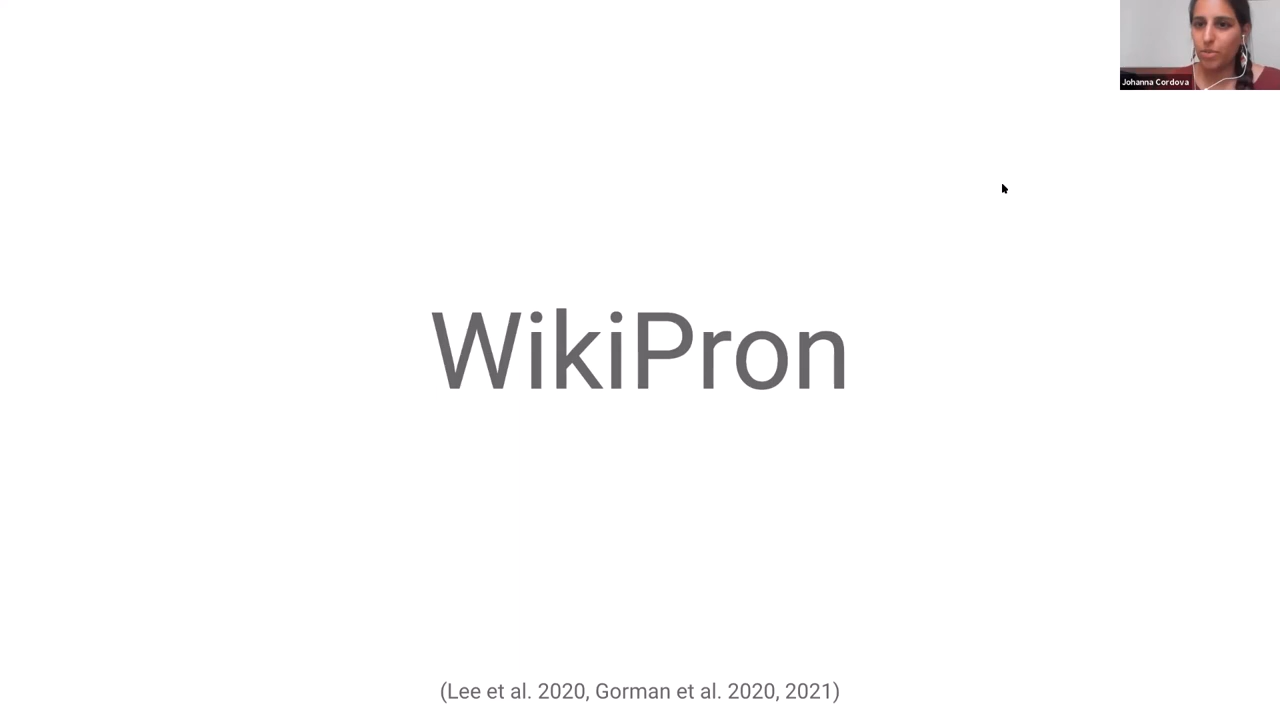 Johanna Cordova
WikiPron
(Lee et al. 2020, Gorman et al. 2020, 2021)